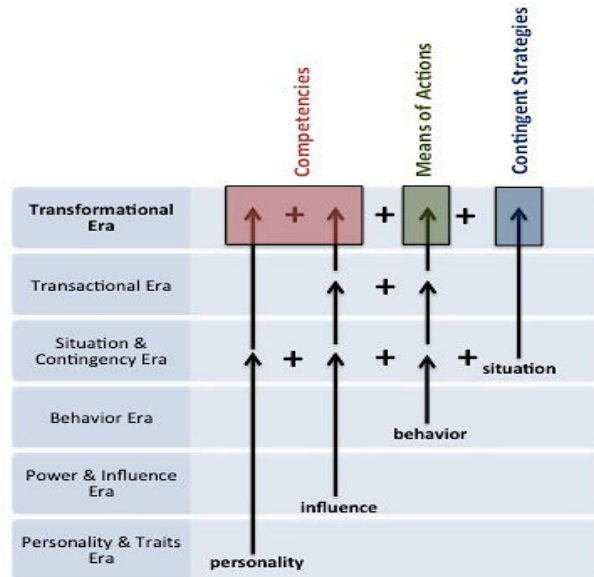 Competencies
Means of Actions
Contingent Strategies
Transformational
Era
+
+
+
Transactional Era
+
Situation &
Contingency Era
+
+
+
situation
Behavior Era
behavior
Power & Influence
Era
influence
Personality & Traits
Era
personality